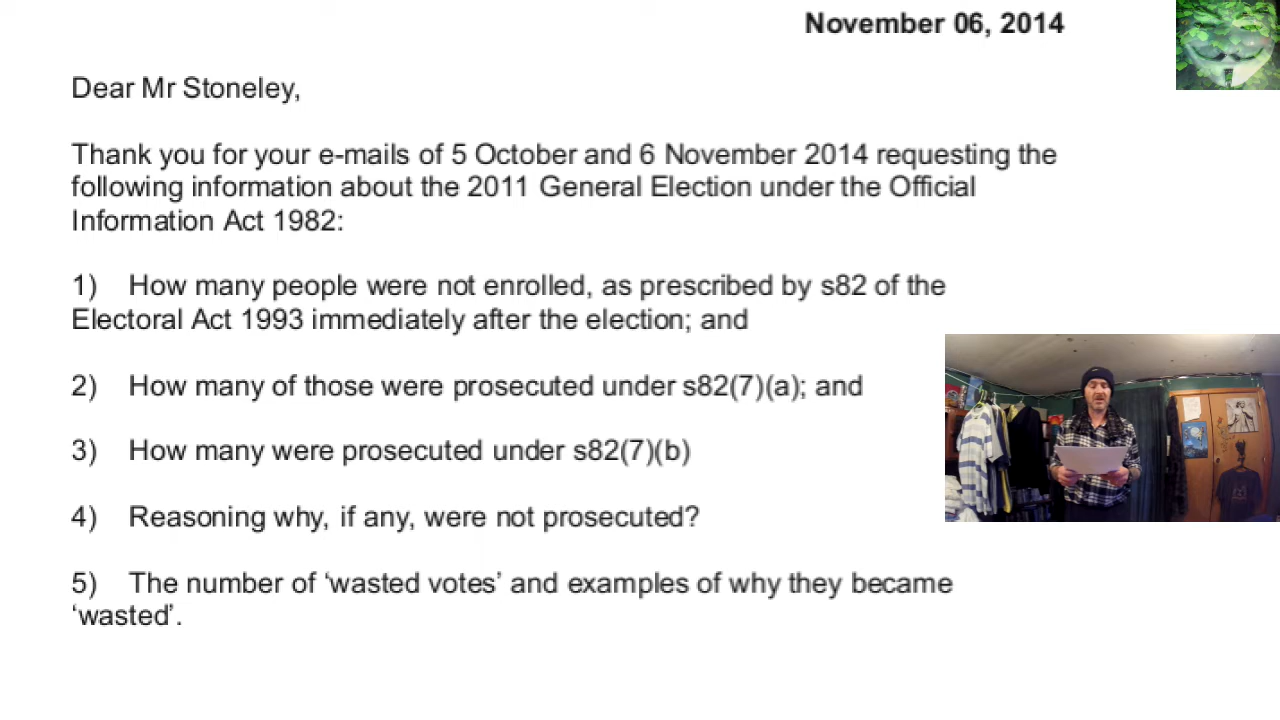 November 06, 2014
Dear Mr Stoneley,
Thank you for your e-mails of 5 October and 6 November 2014 requesting the
following information about the 2011 General Election under the Official
Information Act 1982:
1) How many people were not enrolled, as prescribed by s82 of the
Electoral Act 1993 immediately after the election; and
2) How many of those were prosecuted under s82(7)(a); and
3) How many were prosecuted under s82(7)(b)
4) Reasoning why, if any, were not prosecuted?
5) The number of ‘wasted votes’ and examples of why they became
‘wasted’.